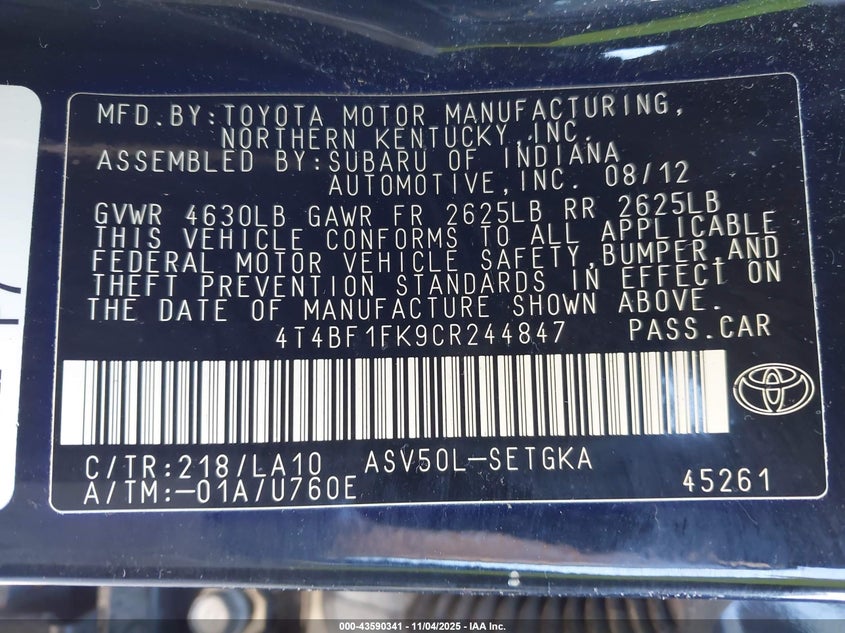 MFD.BY:TOYOTA MOTOR MANUFACTURING,
NORTHERN KENTUCKY,INC.
ASSEMBLED BY:SUBARU OF INDIANA
AUTOMOTIVE,INC. 08/12
GVWR 4630LB GAWR FR 2625LB RR 2625LB
THIS VEHICLE CONFORMS TO ALL APPLICABLE
FEDERAL MOTOR VEHICLE SAFETY,BUMPER,AND
THEFT PREVENTION STANDARDS IN EFFECT ON
THE DATE OF MANUFACTURE SHOWN ABOVE.
4T4BF1FK9CR244847 PASS.CAR
C/TR:218/LA10 ASV50L-SETGKA
A/TM:-01A/U760E 45261
000-43590341 - 11/04/2025 - IAA Inc.